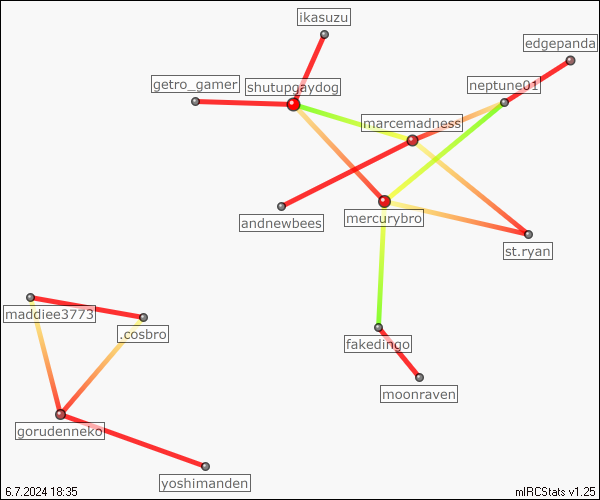 ikasuzu
edgepanda
getro_gamer
shutupgaydog
neptune01
marcemadness
andnewbees
mercurybro
st.ryan
maddiee3773
.cosbro
fakedingo
moonraven
gorudenneko
yoshimanden
6.7.2024 18:35
mIRCStats v1.25